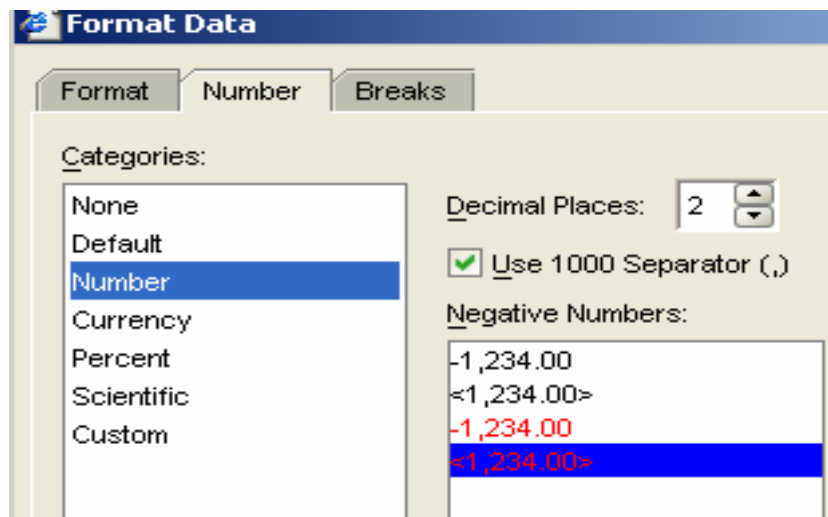 Format Data
Format Number Breaks
Categories:
None
Default
Number
Currency
Percent
Scientific
Custom
Decimal Places: 2
Use 1000 Separator (,)
Negative Numbers:
-1,234.00
<1,234.00>
-1,234.00
<1,234.00>